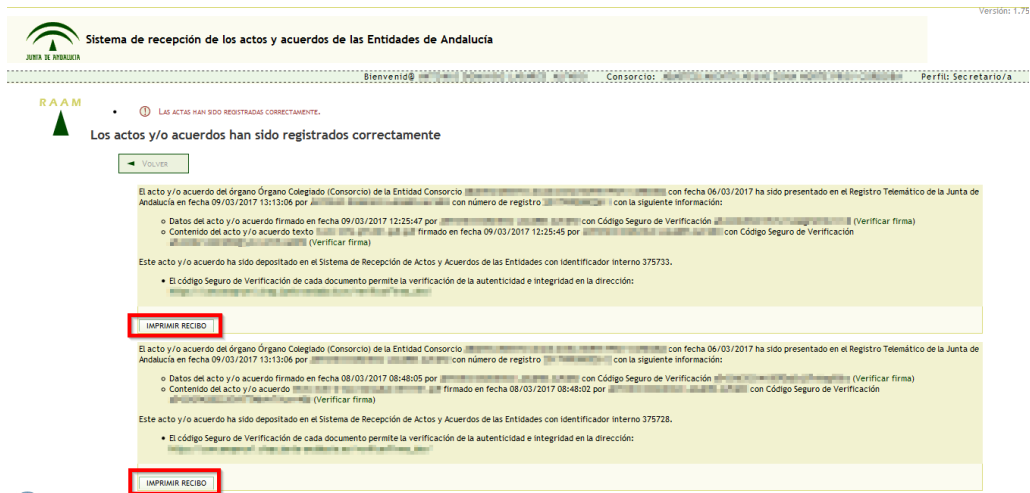 Versión: 1.75
Sistema de recepción de los actos y acuerdos de las Entidades de Andalucía
JUNTA DE ANDALUCIA
Bienvenid@ Consorcio: Perfil: Secretario/a
RAAM
LAS ACTAS HAN SIDO REGISTRADAS CORRECTAMENTE.
Los actos y/o acuerdos han sido registrados correctamente
VOLVER
El acto y/o acuerdo del órgano Órgano Colegiado (Consorcio) de la Entidad Consorcio con fecha 06/03/2017 ha sido presentado en el Registro Telemático de la Junta de
Andalucía en fecha 09/03/2017 13:13:06 por con número de registro con la siguiente información:
Datos del acto y/o acuerdo firmado en fecha 09/03/2017 12:25:47 por con Código Seguro de Verificación (Verificar firma)
Contenido del acto y/o acuerdo texto firmado en fecha 09/03/2017 12:25:45 por con Código Seguro de Verificación
(Verificar firma)
Este acto y/o acuerdo ha sido depositado en el Sistema de Recepción de Actos y Acuerdos de las Entidades con identificador interno 375733.
El código Seguro de Verificación de cada documento permite la verificación de la autenticidad e integridad en la dirección:
IMPRIMIR RECIBO
El acto y/o acuerdo del órgano Órgano Colegiado (Consorcio) de la Entidad Consorcio con fecha 06/03/2017 ha sido presentado en el Registro Telemático de la Junta de
Andalucía en fecha 09/03/2017 13:13:06 por con número de registro con la siguiente información:
Datos del acto y/o acuerdo firmado en fecha 08/03/2017 08:48:05 por con Código Seguro de Verificación (Verificar firma)
Contenido del acto y/o acuerdo firmado en fecha 08/03/2017 08:48:02 por con Código Seguro de Verificación
(Verificar firma)
Este acto y/o acuerdo ha sido depositado en el Sistema de Recepción de Actos y Acuerdos de las Entidades con identificador interno 375728.
El código Seguro de Verificación de cada documento permite la verificación de la autenticidad e integridad en la dirección:
IMPRIMIR RECIBO